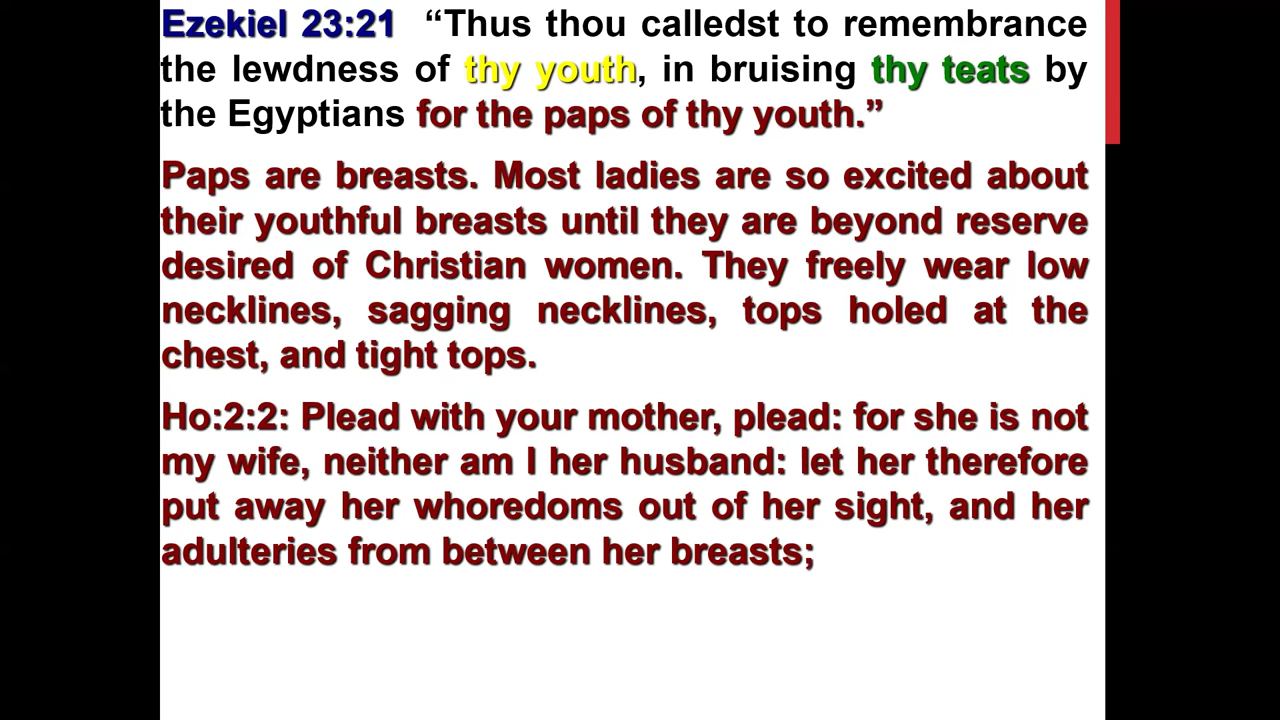 Ezekiel 23:21 “Thus thou calledst to remembrance
the lewdness of thy youth, in bruising thy teats by
the Egyptians for the paps of thy youth.”
Paps are breasts. Most ladies are so excited about
their youthful breasts until they are beyond reserve
desired of Christian women. They freely wear low
necklines, sagging necklines, tops holed at the
chest, and tight tops.
Ho:2:2: Plead with your mother, plead: for she is not
my wife, neither am I her husband: let her therefore
put away her whoredoms out of her sight, and her
adulteries from between her breasts;